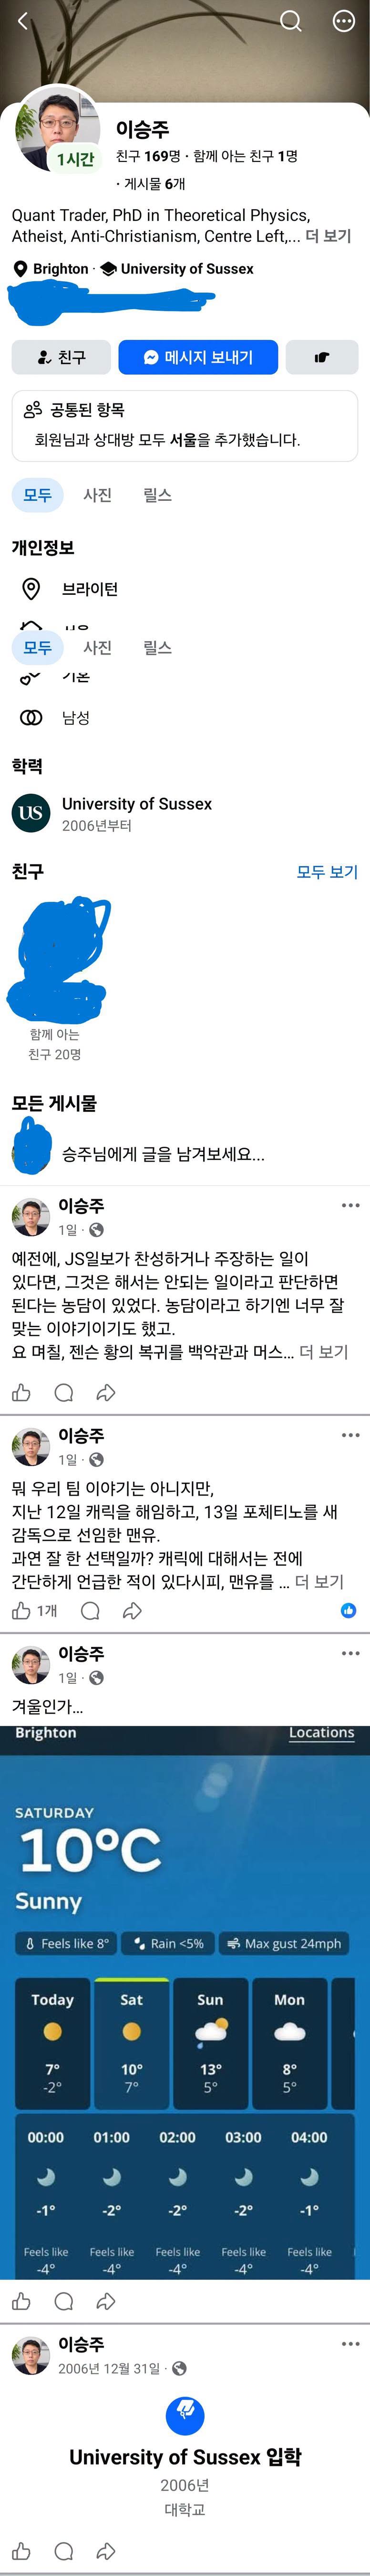 1시간
이승주
친구 169명 · 함께 아는 친구 1명
· 게시물 6개
Quant Trader, PhD in Theoretical Physics,
Atheist, Anti-Christianism, Centre Left,... 더 보기
Brighton · University of Sussex
친구
메시지 보내기
공통된 항목
회원님과 상대방 모두 서울을 추가했습니다.
모두 사진 릴스
개인정보
브라이턴
모두 사진 릴스
기혼
남성
학력
US
University of Sussex
2006년부터
친구 모두 보기
함께 아는
친구 20명
모든 게시물
승주님에게 글을 남겨보세요...
이승주
1일 ·
예전에, JS일보가 찬성하거나 주장하는 일이
있다면, 그것은 해서는 안되는 일이라고 판단하면
된다는 농담이 있었다. 농담이라고 하기엔 너무 잘
맞는 이야기이기도 했고.
요 며칠, 젠슨 황의 복귀를 백악관과 머스... 더 보기
이승주
1일 ·
뭐 우리 팀 이야기는 아니지만,
지난 12일 캐릭을 해임하고, 13일 포체티노를 새
감독으로 선임한 맨유.
과연 잘 한 선택일까? 캐릭에 대해서는 전에
간단하게 언급한 적이 있다시피, 맨유를 ... 더 보기
1개
이승주
1일 ·
겨울인가...
Brighton Locations
SATURDAY
10°C
Sunny
Feels like 8° Rain <5% Max gust 24mph
Today Sat Sun Mon
7° 10° 13° 8°
-2° 7° 5° 5°
00:00 01:00 02:00 03:00 04:00
-1° -2° -2° -2° -1°
Feels like Feels like Feels like Feels like Feels like
-4° -4° -4° -4° -4°
이승주
2006년 12월 31일 ·
University of Sussex 입학
2006년
대학교